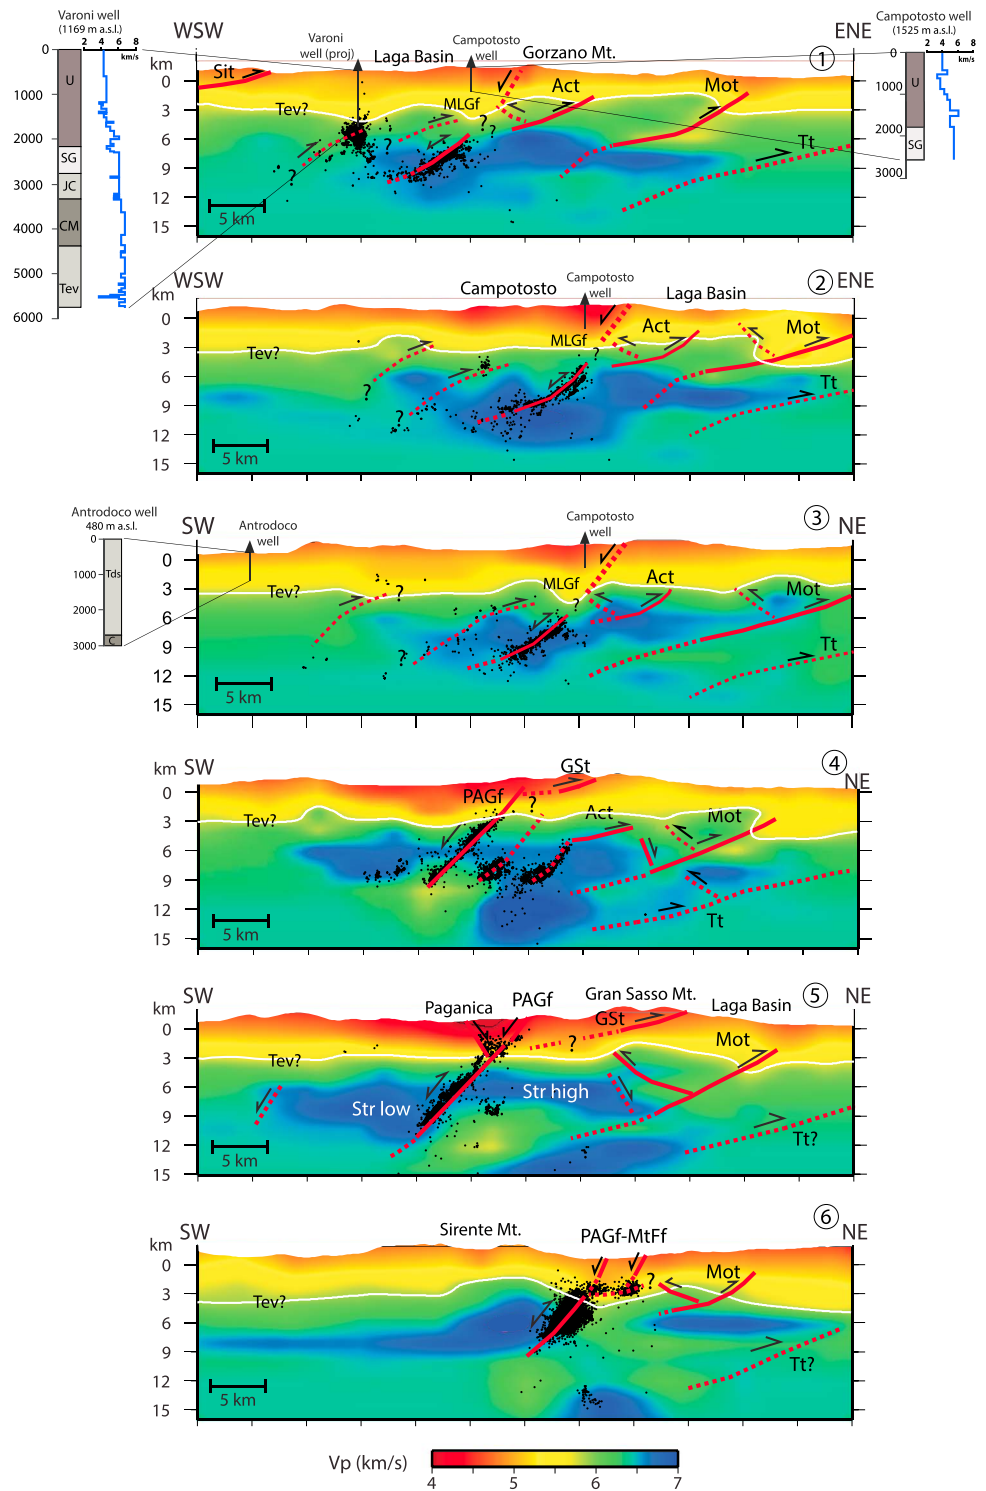 Varoni well
(1169 m a.s.l.)
2 4 6 8
km/s
0
1000
2000
3000
4000
5000
6000
U
SG
JC
CM
Tev
Campotosto well
(1525 m a.s.l.)
2 4 6 8
km/s
0
1000
2000
3000
U
SG
WSW
ENE
1
km
0
3
6
9
12
15
Varoni
well (proj)
Laga Basin
Campotosto
well
Gorzano Mt.
Sit
Tev?
MLGf
Act
Mot
Tt
?
?
?
?
?
5 km
WSW
ENE
2
km
0
3
6
9
12
15
Campotosto
Campotosto
well
Laga Basin
Tev?
MLGf
?
Act
Mot
Tt
?
?
5 km
Antrodoco well
480 m a.s.l.
0
1000
2000
3000
Tds
C
SW
NE
3
0
3
6
9
12
15
Antrodoco
well
Campotosto
well
Tev?
?
MLGf
?
Act
Mot
Tt
?
5 km
km SW
NE
4
0
3
6
9
12
15
GSt
PAGf
?
Tev?
Act
Mot
Tt
5 km
SW
NE
5
km
0
3
6
9
12
15
Paganica
PAGf
Gran Sasso Mt.
Laga Basin
GSt
?
Mot
Tev?
Str low
Str high
Tt?
5 km
SW
NE
6
km
0
3
6
9
12
15
Sirente Mt.
PAGf-MtFf
?
Mot
Tev?
Tt?
5 km
Vp (km/s)
4 5 6 7